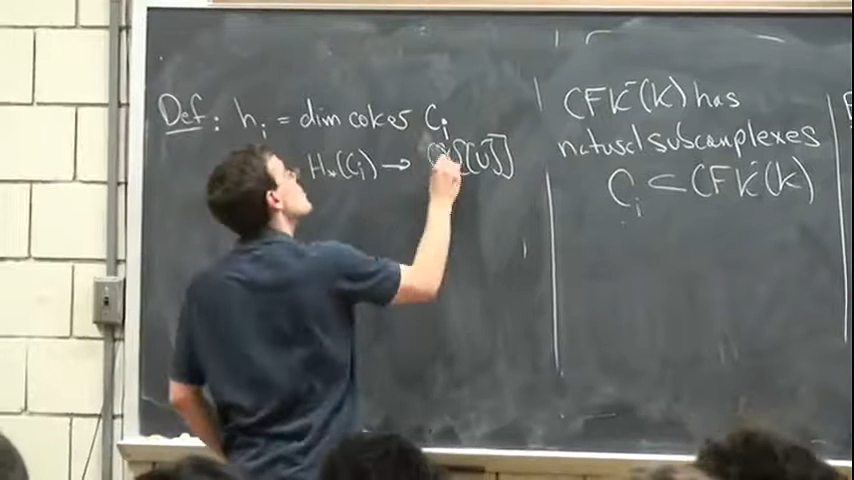 Def: hᵢ = dim coker Cᵢ
H*(Cᵢ) → [[U]]
CFK⁻(K) has
natural subcomplexes
Cᵢ ⊂ CFK⁻(K)